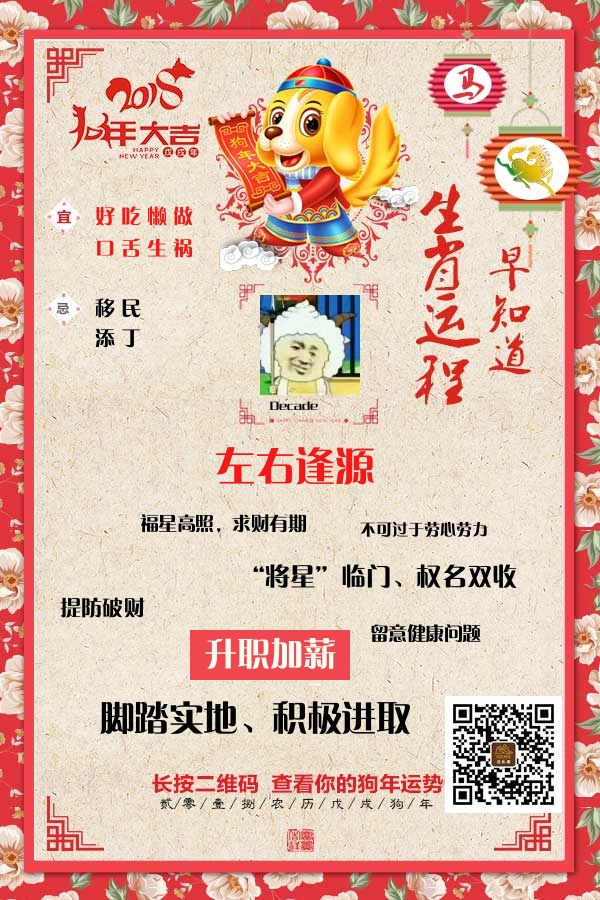 2018
狗年大吉
HAPPY
NEW YEAR
戊戌年
狗年大吉
马
生肖运程
早知道
宜
好吃懒做
口舌生祸
忌
移民
添丁
Decade
HAPPY CHINESE NEW YEAR
左右逢源
福星高照，求财有期
不可过于劳心劳力
“将星”临门、权名双收
提防破财
留意健康问题
升职加薪
脚踏实地、积极进取
长按二维码 查看你的狗年运势
贰/零/壹/捌/农/历/戊/戌/狗/年